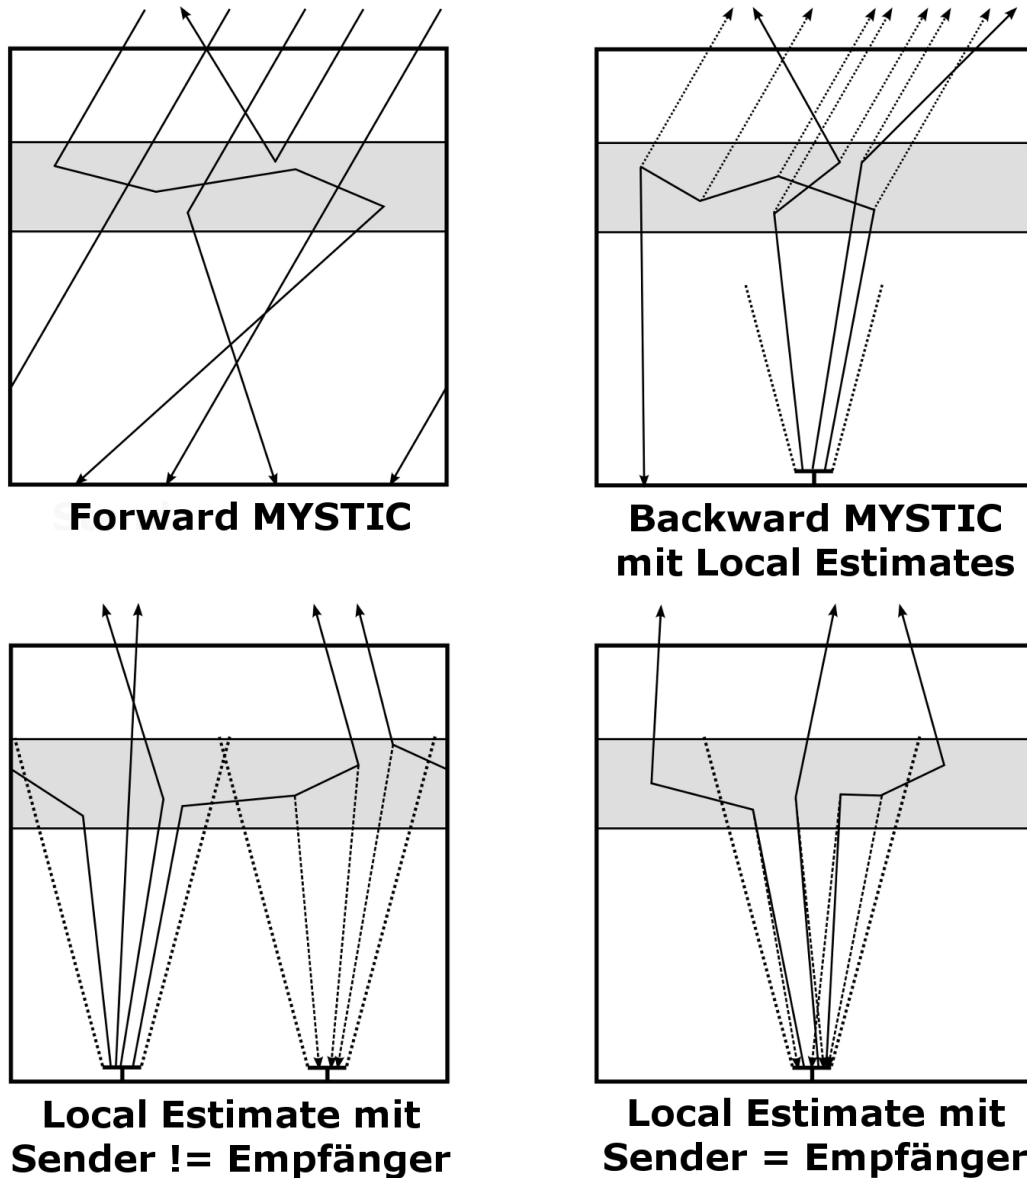 Forward MYSTIC
Backward MYSTIC
mit Local Estimates
Local Estimate mit
Sender != Empfänger
Local Estimate mit
Sender = Empfänger